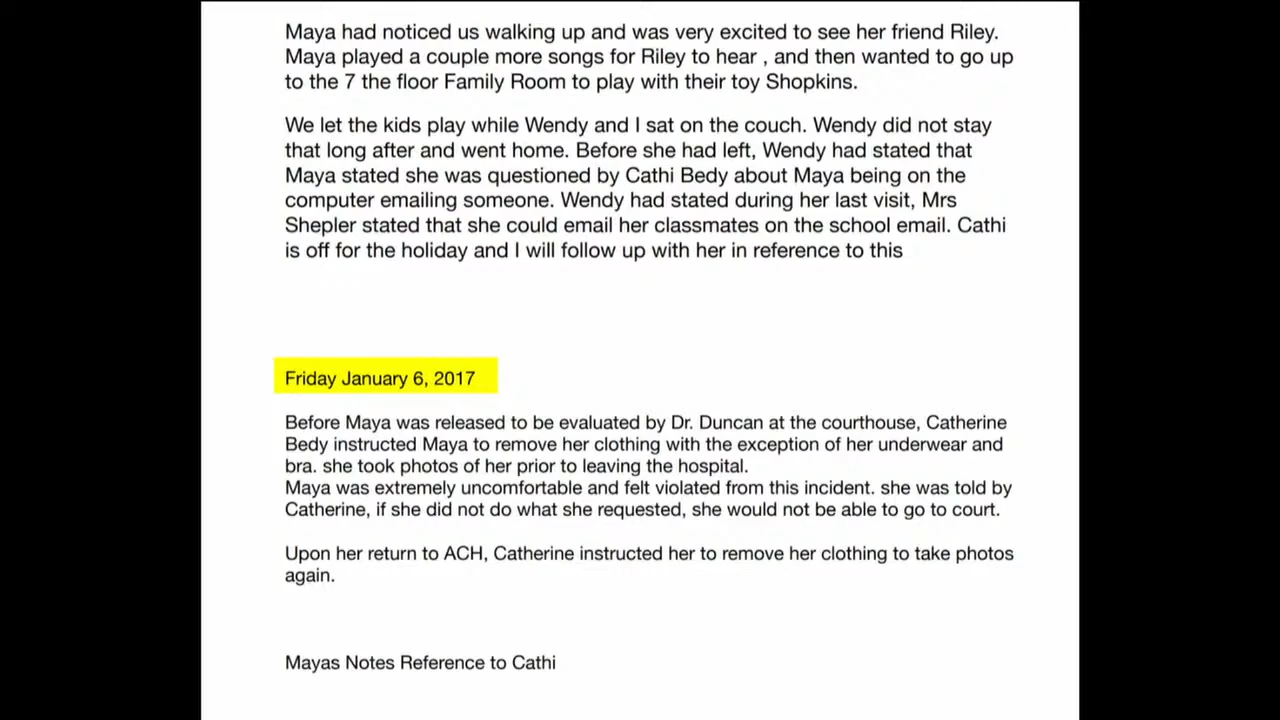 Maya had noticed us walking up and was very excited to see her friend Riley.
Maya played a couple more songs for Riley to hear , and then wanted to go up
to the 7 the floor Family Room to play with their toy Shopkins.
We let the kids play while Wendy and I sat on the couch. Wendy did not stay
that long after and went home. Before she had left, Wendy had stated that
Maya stated she was questioned by Cathi Bedy about Maya being on the
computer emailing someone. Wendy had stated during her last visit, Mrs
Shepler stated that she could email her classmates on the school email. Cathi
is off for the holiday and I will follow up with her in reference to this
Friday January 6, 2017
Before Maya was released to be evaluated by Dr. Duncan at the courthouse, Catherine
Bedy instructed Maya to remove her clothing with the exception of her underwear and
bra. she took photos of her prior to leaving the hospital.
Maya was extremely uncomfortable and felt violated from this incident. she was told by
Catherine, if she did not do what she requested, she would not be able to go to court.
Upon her return to ACH, Catherine instructed her to remove her clothing to take photos
again.
Mayas Notes Reference to Cathi